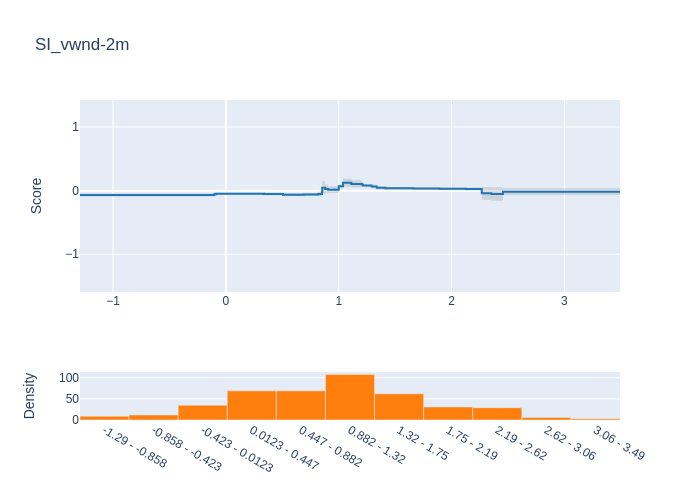 SI_vwnd-2m
Score
1
0
−1
−1
0
1
2
3
Density
100
50
0
-1.29 - -0.858
-0.858 - -0.423
-0.423 - 0.0123
0.0123 - 0.447
0.447 - 0.882
0.882 - 1.32
1.32 - 1.75
1.75 - 2.19
2.19 - 2.62
2.62 - 3.06
3.06 - 3.49